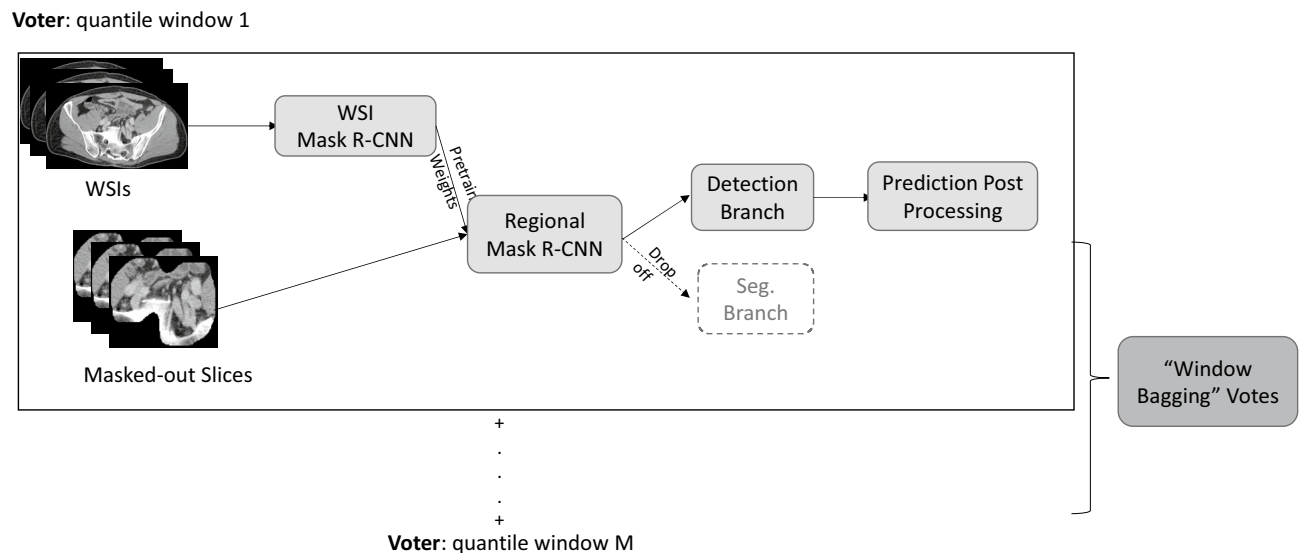 Voter: quantile window 1
WSI
Mask R-CNN
WSIs
Pretrain
Weights
Detection
Branch
Prediction Post
Processing
Regional
Mask R-CNN
Drop
off
Seg.
Branch
Masked-out Slices
“Window
Bagging” Votes
+
.
.
.
+
Voter: quantile window M